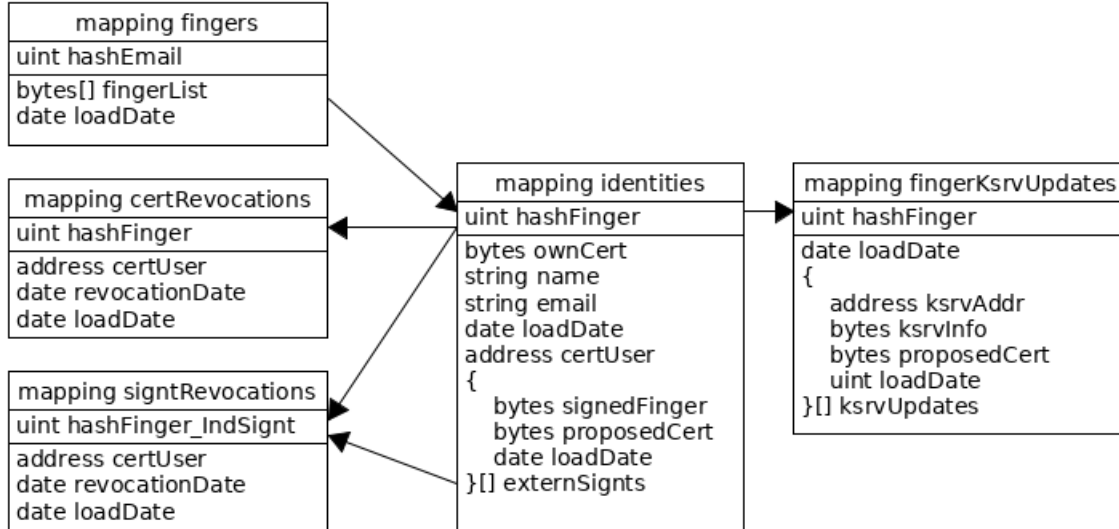 mapping fingers
uint hashEmail
bytes[] fingerList
date loadDate
mapping certRevocations
uint hashFinger
address certUser
date revocationDate
date loadDate
mapping signtRevocations
uint hashFinger_IndSignt
address certUser
date revocationDate
date loadDate
mapping identities
uint hashFinger
bytes ownCert
string name
string email
date loadDate
address certUser
{
bytes signedFinger
bytes proposedCert
date loadDate
}[] externSignts
mapping fingerKsrvUpdates
uint hashFinger
date loadDate
{
address ksrvAddr
bytes ksrvInfo
bytes proposedCert
uint loadDate
}[] ksrvUpdates